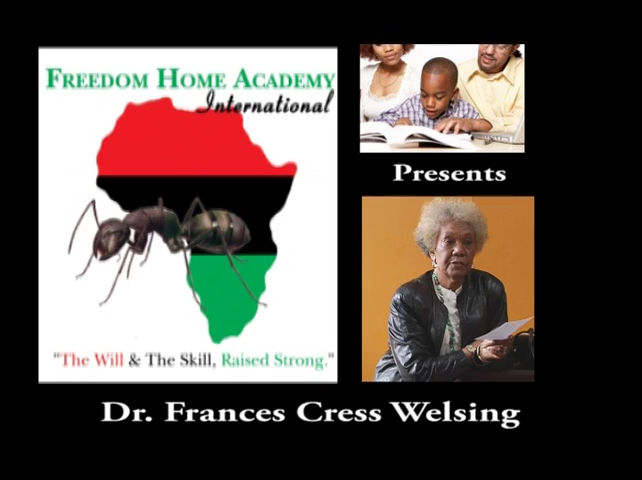 FREEDOM HOME ACADEMY
International
"The Will & The Skill, Raised Strong."
Presents
Dr. Frances Cress Welsing